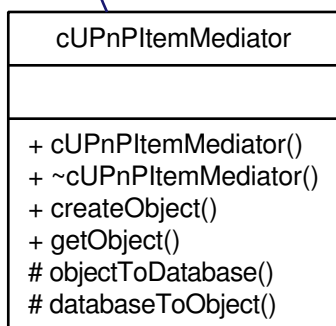 cUPnPItemMediator
+ cUPnPItemMediator()
+ ~cUPnPItemMediator()
+ createObject()
+ getObject()
# objectToDatabase()
# databaseToObject()